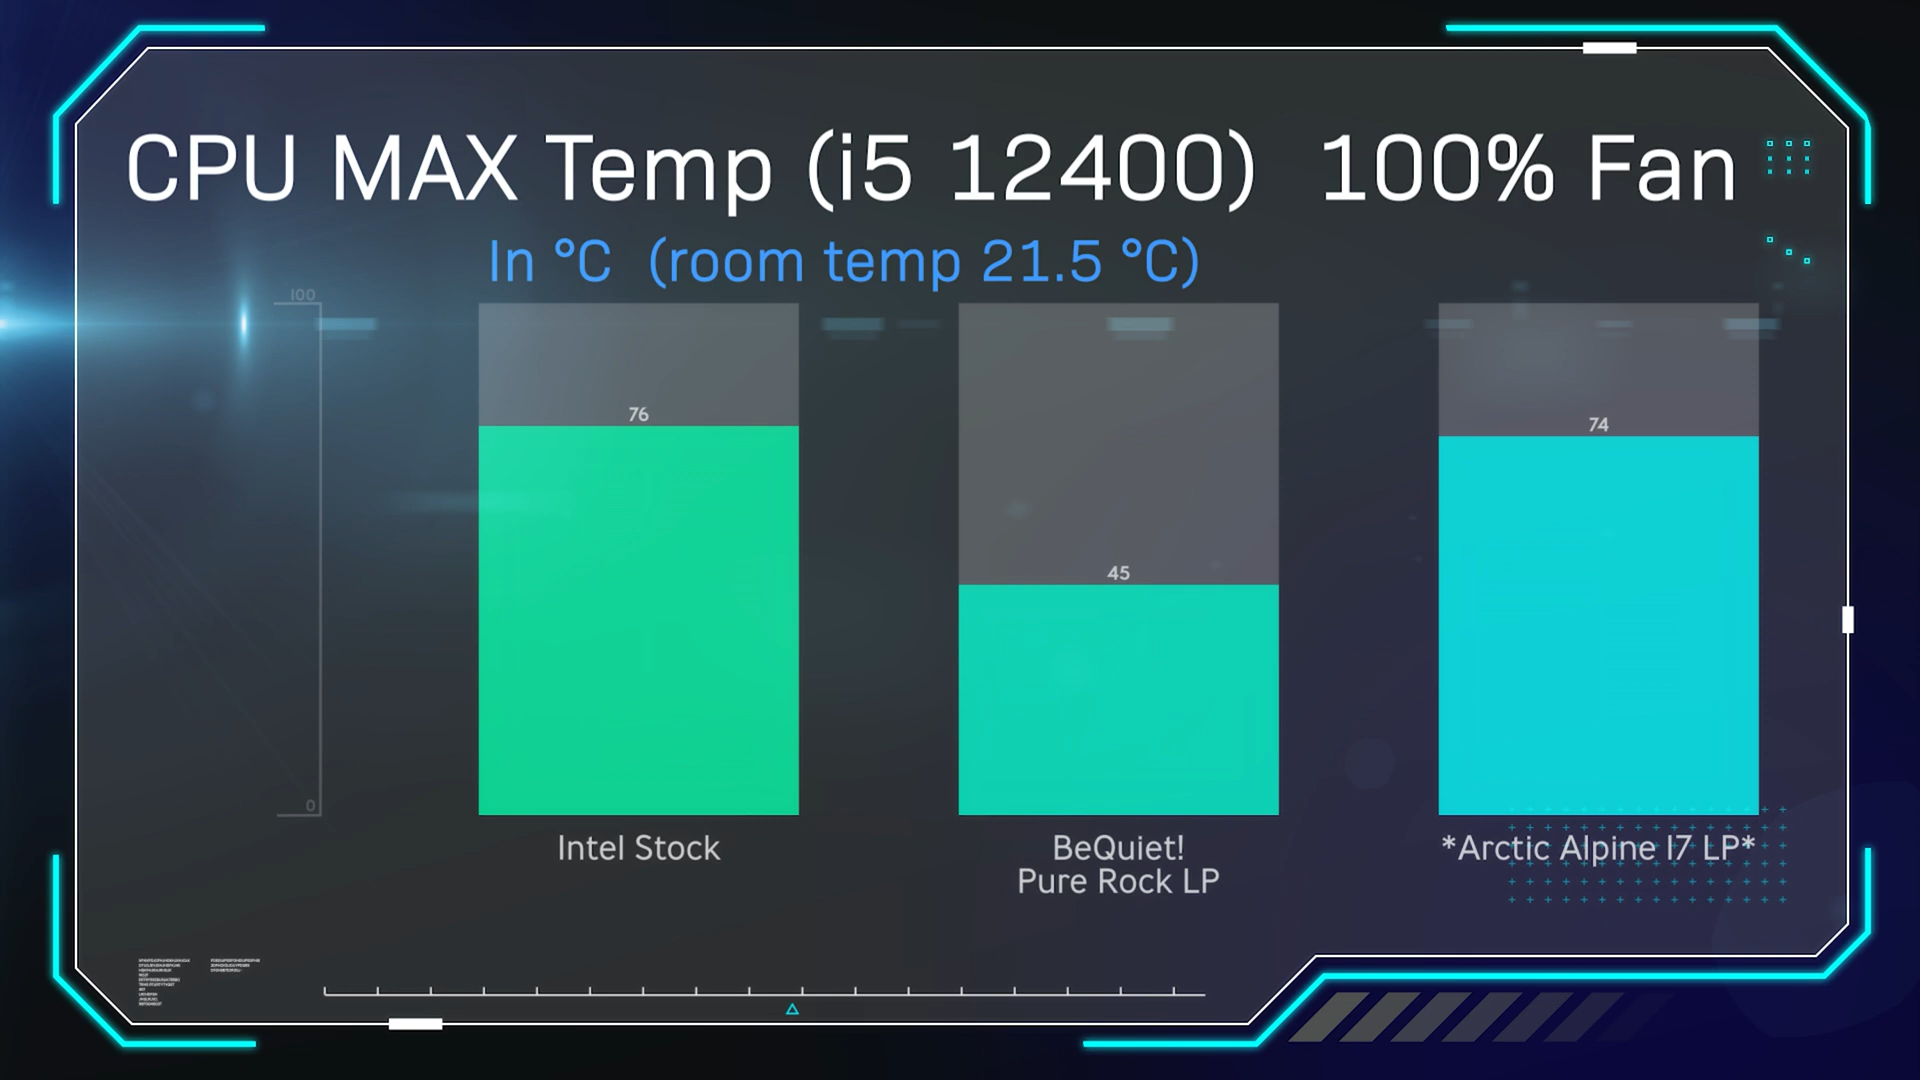 CPU MAX Temp (i5 12400) 100% Fan
In °C (room temp 21.5 °C)
100
76
74
45
0
Intel Stock
BeQuiet!
Pure Rock LP
*Arctic Alpine I7 LP*